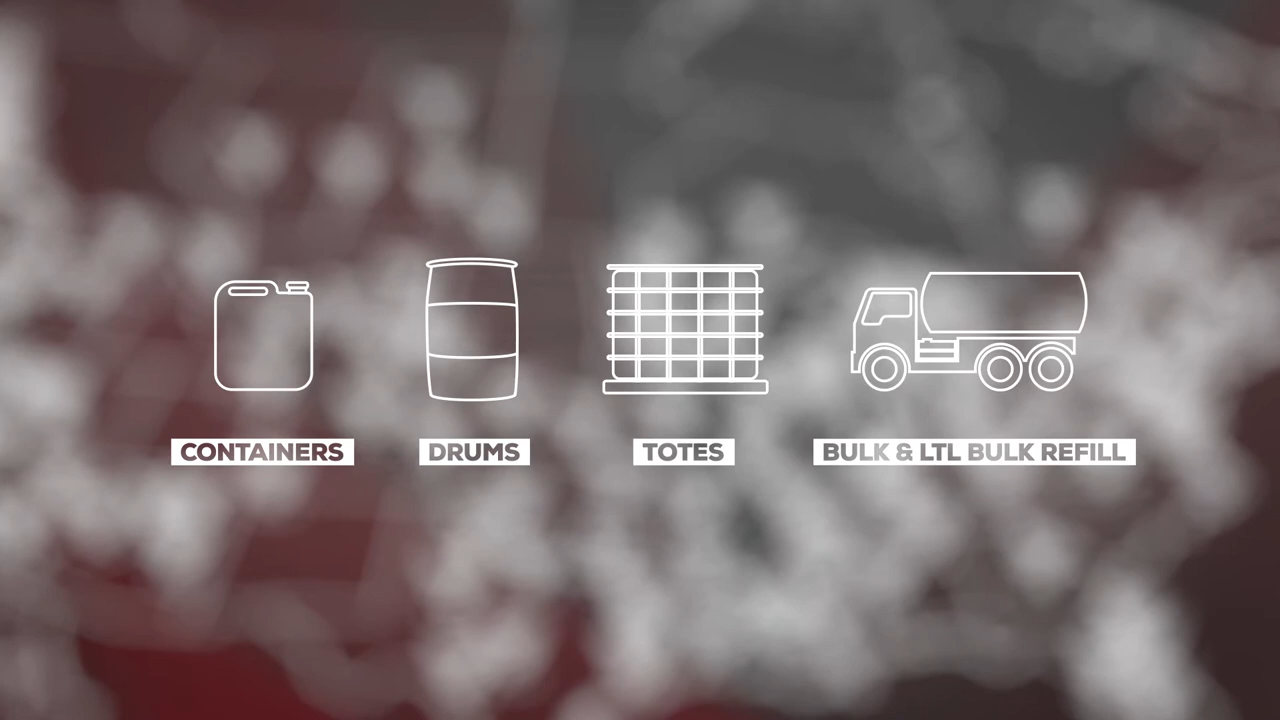 CONTAINERS
DRUMS
TOTES
BULK & LTL BULK REFILL